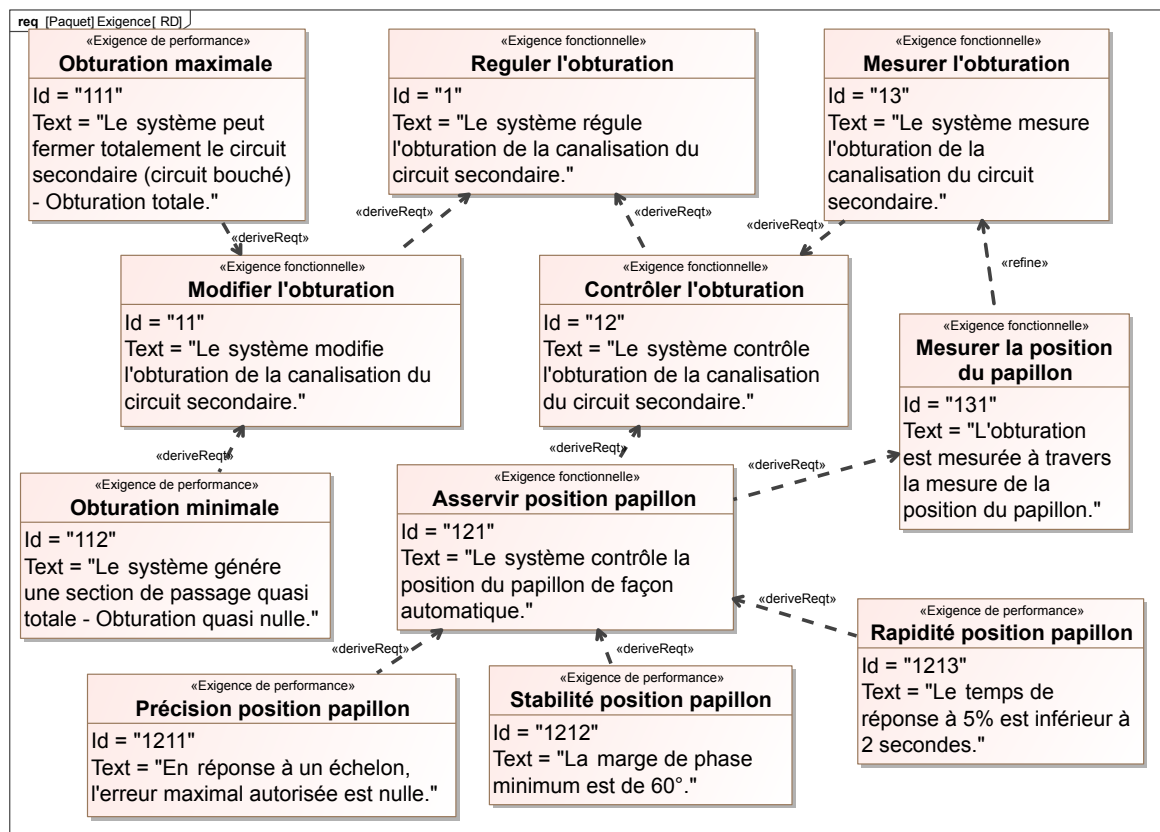 req [Paquet] Exigence[ RD]
«Exigence de performance»
Obturation maximale
Id = "111"
Text = "Le système peut
fermer totalement le circuit
secondaire (circuit bouché)
- Obturation totale."
«Exigence fonctionnelle»
Reguler l'obturation
Id = "1"
Text = "Le système régule
l'obturation de la canalisation du
circuit secondaire."
«Exigence fonctionnelle»
Mesurer l'obturation
Id = "13"
Text = "Le système mesure
l'obturation de la
canalisation du circuit
secondaire."
«deriveReqt»
«deriveReqt»
«deriveReqt»
«deriveReqt»
«refine»
«Exigence fonctionnelle»
Modifier l'obturation
Id = "11"
Text = "Le système modifie
l'obturation de la canalisation du
circuit secondaire."
«Exigence fonctionnelle»
Contrôler l'obturation
Id = "12"
Text = "Le système contrôle
l'obturation de la canalisation
du circuit secondaire."
«Exigence fonctionnelle»
Mesurer la position
du papillon
Id = "131"
Text = "L'obturation
est mesurée à travers
la mesure de la
position du papillon."
«deriveReqt»
«deriveReqt»
«deriveReqt»
«Exigence de performance»
Obturation minimale
Id = "112"
Text = "Le système génére
une section de passage quasi
totale - Obturation quasi nulle."
«Exigence fonctionnelle»
Asservir position papillon
Id = "121"
Text = "Le système contrôle la
position du papillon de façon
automatique."
«deriveReqt»
«deriveReqt»
«deriveReqt»
«Exigence de performance»
Rapidité position papillon
Id = "1213"
Text = "Le temps de
réponse à 5% est inférieur à
2 secondes."
«Exigence de performance»
Précision position papillon
Id = "1211"
Text = "En réponse à un échelon,
l'erreur maximal autorisée est nulle."
«Exigence de performance»
Stabilité position papillon
Id = "1212"
Text = "La marge de phase
minimum est de 60°."